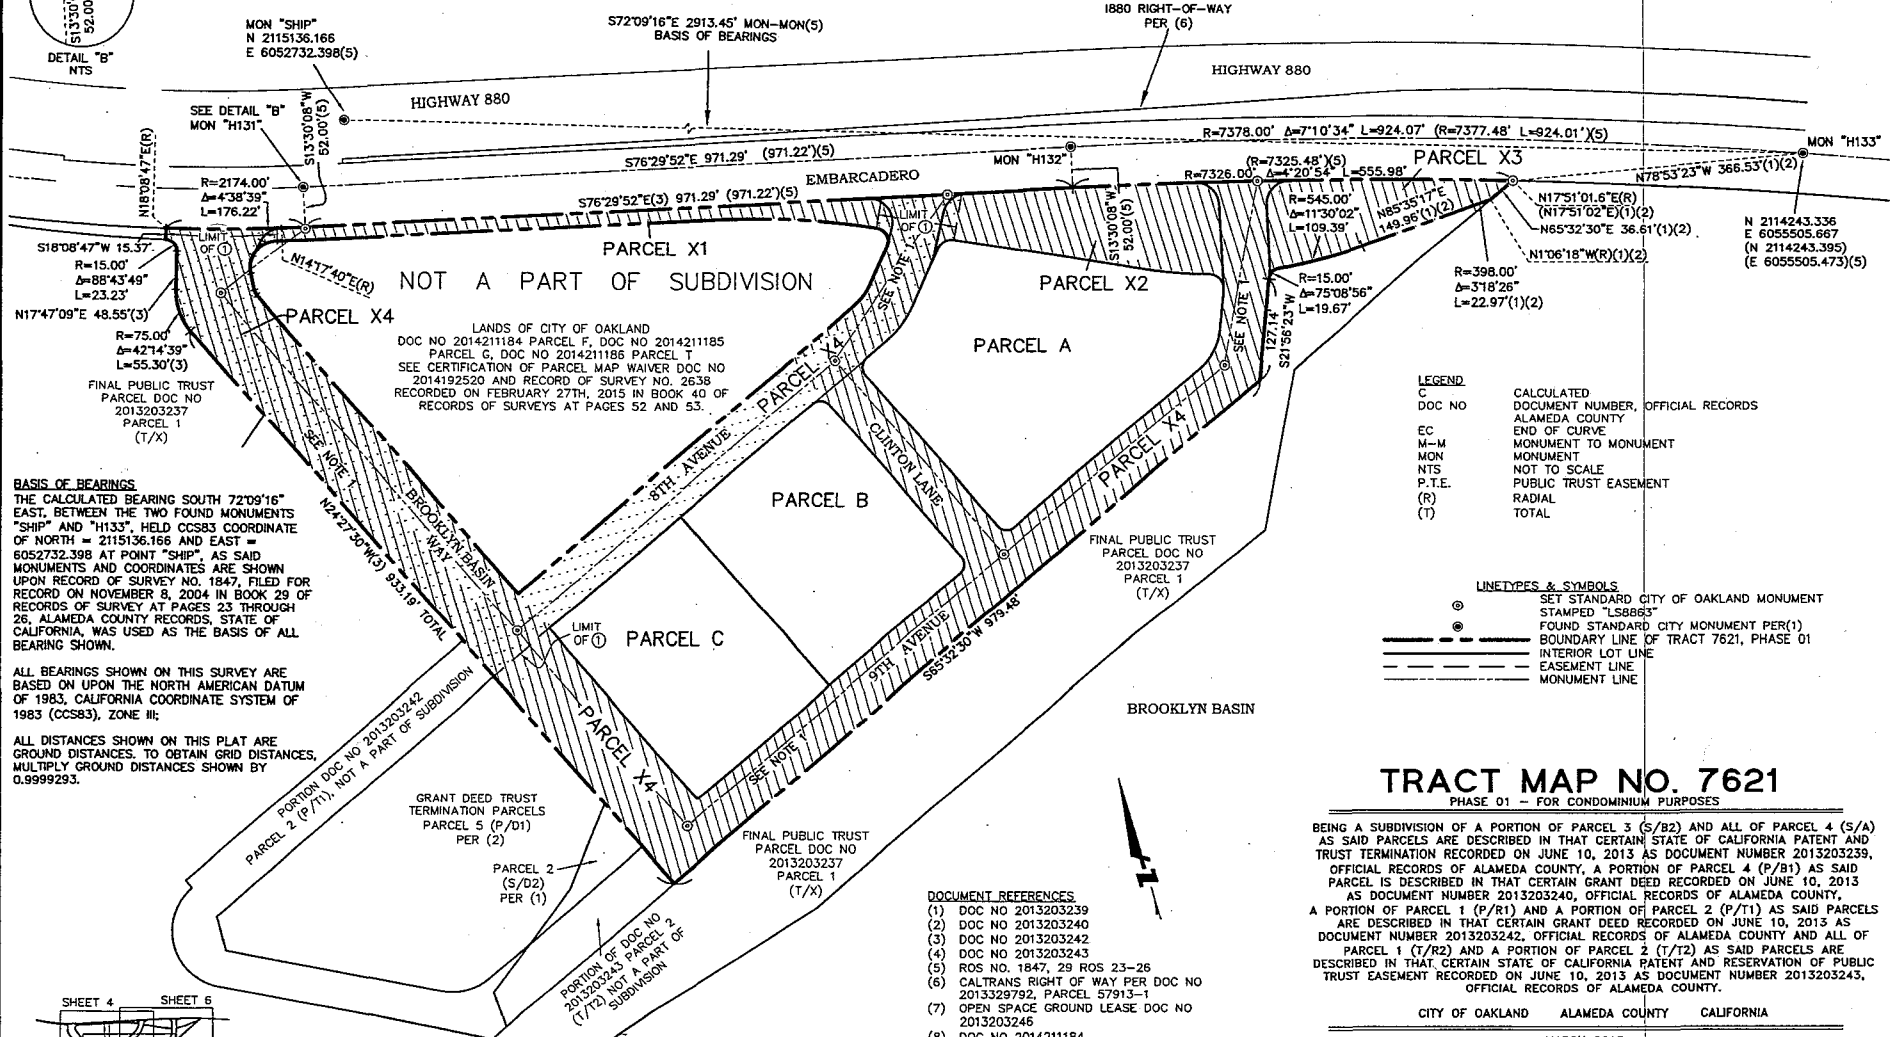 S13°30'
52.00
DETAIL "B"
NTS
MON "SHIP"
N 2115136.166
E 6052732.398(5)
S72°09'16"E 2913.45' MON-MON(5)
BASIS OF BEARINGS
I880 RIGHT-OF-WAY
PER (6)
HIGHWAY 880
HIGHWAY 880
SEE DETAIL "B"
MON "H131"
S13°30'08"W
52.00'(5)
N18°08'47"E(R)
R=2174.00'
Δ=4°38'39"
L=176.22'
S76°29'52"E 971.29' (971.22')(5)
EMBARCADERO
S76°29'52"E(3) 971.29' (971.22')(5)
MON "H132"
R=7378.00' Δ=7°10'34" L=924.07' (R=7377.48' L=924.01')(5)
MON "H133"
(R=7325.48')(5)
R=7326.00' Δ=4°20'54" L=555.98'
PARCEL X3
N78°53'23"W 366.53'(1)(2)
S18°08'47"W 15.37'
R=15.00'
Δ=88°43'49"
L=23.23'
N17°47'09"E 48.55'(3)
R=75.00'
Δ=42°14'39"
L=55.30'(3)
LIMIT
OF ①
N14°17'40"E(R)
PARCEL X4
PARCEL X1
NOT A PART OF SUBDIVISION
LANDS OF CITY OF OAKLAND
DOC NO 2014211184 PARCEL F, DOC NO 2014211185
PARCEL G, DOC NO 2014211186 PARCEL T
SEE CERTIFICATION OF PARCEL MAP WAIVER DOC NO
2014192520 AND RECORD OF SURVEY NO. 2638
RECORDED ON FEBRUARY 27TH, 2015 IN BOOK 40 OF
RECORDS OF SURVEYS AT PAGES 52 AND 53.
LIMIT
OF ①
SEE NOTE 1
S13°30'08"W
52.00'(5)
PARCEL X2
PARCEL A
R=545.00'
Δ=11°30'02"
L=109.39'
N85°35'17"E
149.96'(1)(2)
R=15.00'
Δ=75°08'56"
L=19.67'
SEE NOTE 1
127.14'
S21°56'23"W
R=398.00'
Δ=3°18'26"
L=22.97'(1)(2)
N17°51'01.6"E(R)
(N17°51'02"E)(1)(2)
N65°32'30"E 36.61'(1)(2)
N1°06'18"W(R)(1)(2)
N 2114243.336
E 6055505.667
(N 2114243.395)
(E 6055505.473)(5)
FINAL PUBLIC TRUST
PARCEL DOC NO
2013203237
PARCEL 1
(T/X)
SEE NOTE 1
BROOKLYN BASIN
WAY
N24°27'30"W(3) 933.19' TOTAL
8TH AVENUE
PARCEL X4
CLINTON LANE
PARCEL B
PARCEL X4
LIMIT
OF ①
PARCEL C
9TH AVENUE
S65°32'30"W 979.48'
PARCEL X4
SEE NOTE 1
FINAL PUBLIC TRUST
PARCEL DOC NO
2013203237
PARCEL 1
(T/X)
BROOKLYN BASIN
BASIS OF BEARINGS
THE CALCULATED BEARING SOUTH 72°09'16"
EAST, BETWEEN THE TWO FOUND MONUMENTS
"SHIP" AND "H133", HELD CCS83 COORDINATE
OF NORTH = 2115136.166 AND EAST =
6052732.398 AT POINT "SHIP", AS SAID
MONUMENTS AND COORDINATES ARE SHOWN
UPON RECORD OF SURVEY NO. 1847, FILED FOR
RECORD ON NOVEMBER 8, 2004 IN BOOK 29 OF
RECORDS OF SURVEY AT PAGES 23 THROUGH
26, ALAMEDA COUNTY RECORDS, STATE OF
CALIFORNIA, WAS USED AS THE BASIS OF ALL
BEARING SHOWN.
ALL BEARINGS SHOWN ON THIS SURVEY ARE
BASED ON UPON THE NORTH AMERICAN DATUM
OF 1983, CALIFORNIA COORDINATE SYSTEM OF
1983 (CCS83), ZONE III;
ALL DISTANCES SHOWN ON THIS PLAT ARE
GROUND DISTANCES. TO OBTAIN GRID DISTANCES,
MULTIPLY GROUND DISTANCES SHOWN BY
0.9999293.
PORTION DOC NO 2013203242
PARCEL 2 (P/T1), NOT A PART OF SUBDIVISION
GRANT DEED TRUST
TERMINATION PARCELS
PARCEL 5 (P/D1)
PER (2)
PARCEL 2
(S/D2)
PER (1)
FINAL PUBLIC TRUST
PARCEL DOC NO
2013203237
PARCEL 1
(T/X)
PORTION OF DOC NO
2013203243 PARCEL 2
(T/T2) NOT A PART OF
SUBDIVISION
SHEET 4
SHEET 6
LEGEND
C CALCULATED
DOC NO DOCUMENT NUMBER, OFFICIAL RECORDS
ALAMEDA COUNTY
EC END OF CURVE
M-M MONUMENT TO MONUMENT
MON MONUMENT
NTS NOT TO SCALE
P.T.E. PUBLIC TRUST EASEMENT
(R) RADIAL
(T) TOTAL
LINETYPES & SYMBOLS
SET STANDARD CITY OF OAKLAND MONUMENT
STAMPED "LS8863"
FOUND STANDARD CITY MONUMENT PER(1)
BOUNDARY LINE OF TRACT 7621, PHASE 01
INTERIOR LOT LINE
EASEMENT LINE
MONUMENT LINE
DOCUMENT REFERENCES
(1) DOC NO 2013203239
(2) DOC NO 2013203240
(3) DOC NO 2013203242
(4) DOC NO 2013203243
(5) ROS NO. 1847, 29 ROS 23-26
(6) CALTRANS RIGHT OF WAY PER DOC NO
2013329792, PARCEL 57913-1
(7) OPEN SPACE GROUND LEASE DOC NO
2013203246
(8) DOC NO 2014211184
TRACT MAP NO. 7621
PHASE 01 - FOR CONDOMINIUM PURPOSES
BEING A SUBDIVISION OF A PORTION OF PARCEL 3 (S/B2) AND ALL OF PARCEL 4 (S/A)
AS SAID PARCELS ARE DESCRIBED IN THAT CERTAIN STATE OF CALIFORNIA PATENT AND
TRUST TERMINATION RECORDED ON JUNE 10, 2013 AS DOCUMENT NUMBER 2013203239,
OFFICIAL RECORDS OF ALAMEDA COUNTY, A PORTION OF PARCEL 4 (P/B1) AS SAID
PARCEL IS DESCRIBED IN THAT CERTAIN GRANT DEED RECORDED ON JUNE 10, 2013
AS DOCUMENT NUMBER 2013203240, OFFICIAL RECORDS OF ALAMEDA COUNTY,
A PORTION OF PARCEL 1 (P/R1) AND A PORTION OF PARCEL 2 (P/T1) AS SAID PARCELS
ARE DESCRIBED IN THAT CERTAIN GRANT DEED RECORDED ON JUNE 10, 2013 AS
DOCUMENT NUMBER 2013203242, OFFICIAL RECORDS OF ALAMEDA COUNTY AND ALL OF
PARCEL 1 (T/R2) AND A PORTION OF PARCEL 2 (T/T2) AS SAID PARCELS ARE
DESCRIBED IN THAT CERTAIN STATE OF CALIFORNIA PATENT AND RESERVATION OF PUBLIC
TRUST EASEMENT RECORDED ON JUNE 10, 2013 AS DOCUMENT NUMBER 2013203243,
OFFICIAL RECORDS OF ALAMEDA COUNTY.
CITY OF OAKLAND ALAMEDA COUNTY CALIFORNIA